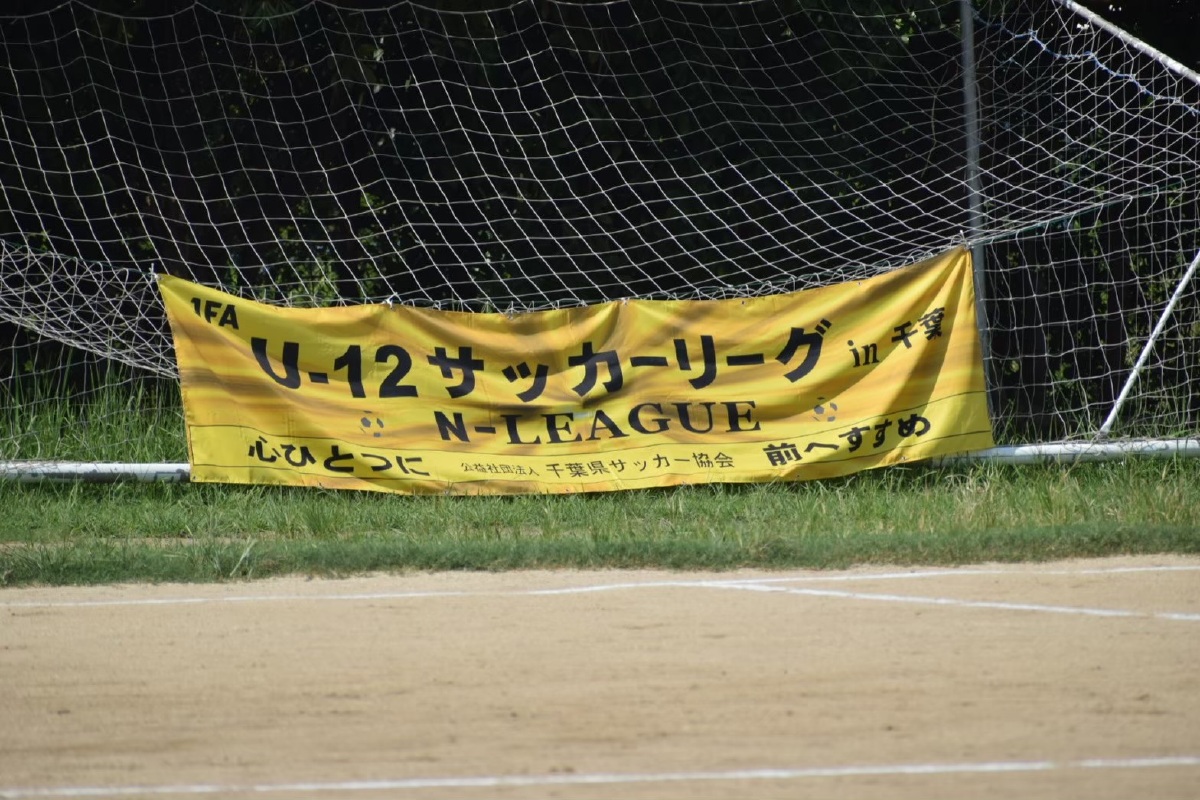 JFA
U-12サッカーリーグ in 千葉
N-LEAGUE
心ひとつに 公益社団法人 千葉県サッカー協会 前へすすめ